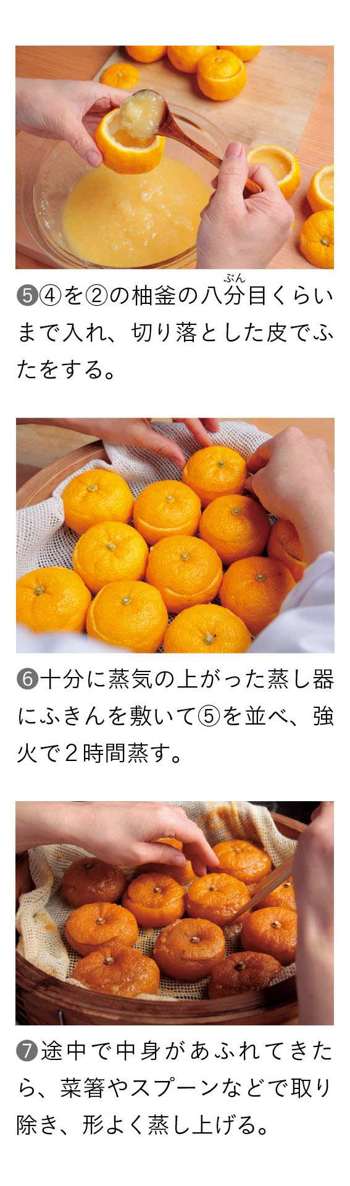 ❺④を②の柚釜の八分目くらい
ぶん
まで入れ、切り落とした皮でふ
たをする。
❻十分に蒸気の上がった蒸し器
にふきんを敷いて⑤を並べ、強
火で２時間蒸す。
❼途中で中身があふれてきた
ら、菜箸やスプーンなどで取り
除き、形よく蒸し上げる。